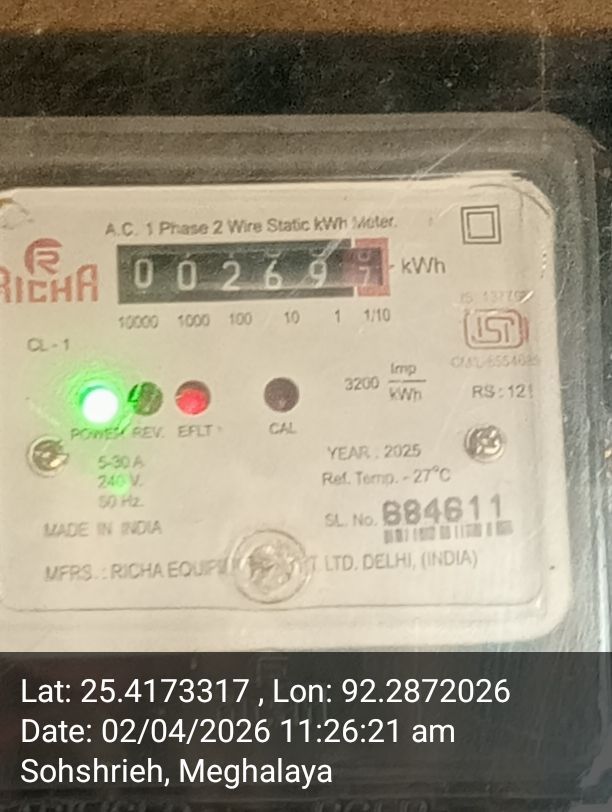 A.C. 1 Phase 2 Wire Static kWh Meter.
RICHA
0 0 2 6 9 7 kWh
10000 1000 100 10 1 1/10
CL-1
ISI
3200 Imp/kWh
RS : 12
POWER REV. EFLT CAL
5-30 A
240 V.
50 Hz.
YEAR : 2025
Ref. Temp. - 27°C
SL. No. 884611
MADE IN INDIA
MFRS. : RICHA T LTD. DELHI, (INDIA)
Lat: 25.4173317 , Lon: 92.2872026
Date: 02/04/2026 11:26:21 am
Sohshrieh, Meghalaya